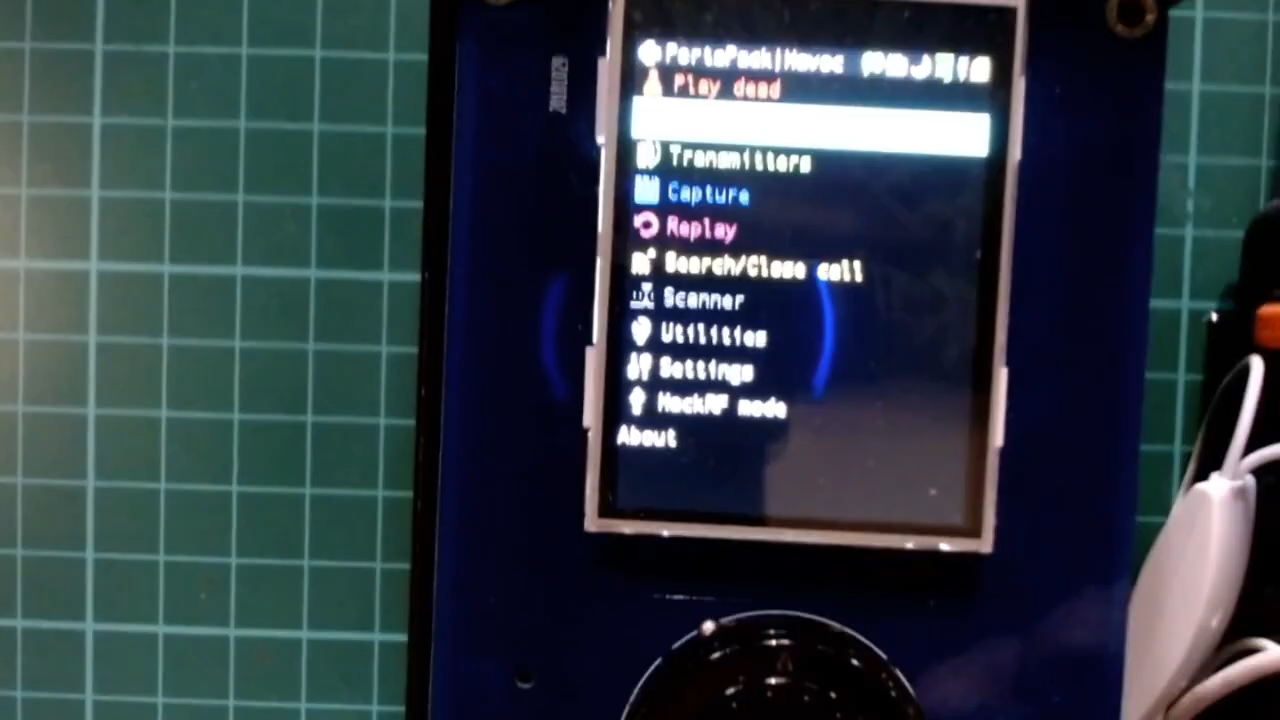 PortaPack|Havoc
Play dead
Transmitters
Capture
Replay
Search/Close call
Scanner
Utilities
Settings
HackRF mode
About